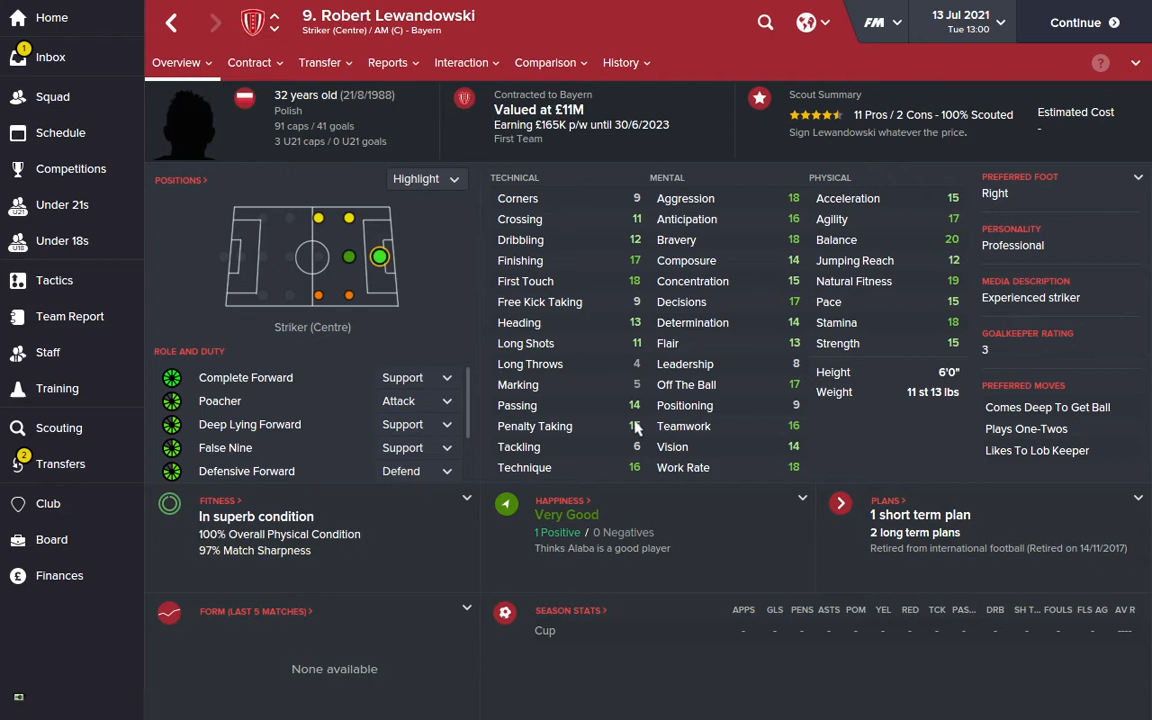 Home
1
Inbox
Squad
Schedule
Competitions
U21
Under 21s
U18
Under 18s
Tactics
Team Report
Staff
Training
Scouting
2
Transfers
Club
Board
£
Finances
9. Robert Lewandowski
Striker (Centre) / AM (C) - Bayern
FM
13 Jul 2021
Tue 13:00
Continue
Overview
Contract
Transfer
Reports
Interaction
Comparison
History
?
32 years old (21/8/1988)
Polish
91 caps / 41 goals
3 U21 caps / 0 U21 goals
Contracted to Bayern
Valued at £11M
Earning £165K p/w until 30/6/2023
First Team
Scout Summary
11 Pros / 2 Cons - 100% Scouted
Sign Lewandowski whatever the price.
Estimated Cost
-
POSITIONS >
Highlight
Striker (Centre)
ROLE AND DUTY
Complete Forward Support
Poacher Attack
Deep Lying Forward Support
False Nine Support
Defensive Forward Defend
TECHNICAL
Corners 9
Crossing 11
Dribbling 12
Finishing 17
First Touch 18
Free Kick Taking 9
Heading 13
Long Shots 11
Long Throws 4
Marking 5
Passing 14
Penalty Taking
Tackling 6
Technique 16
MENTAL
Aggression 18
Anticipation 16
Bravery 18
Composure 14
Concentration 15
Decisions 17
Determination 14
Flair 13
Leadership 8
Off The Ball 17
Positioning 9
Teamwork 16
Vision 14
Work Rate 18
PHYSICAL
Acceleration 15
Agility 17
Balance 20
Jumping Reach 12
Natural Fitness 19
Pace 15
Stamina 18
Strength 15
Height 6'0"
Weight 11 st 13 lbs
PREFERRED FOOT
Right
PERSONALITY
Professional
MEDIA DESCRIPTION
Experienced striker
GOALKEEPER RATING
3
PREFERRED MOVES
Comes Deep To Get Ball
Plays One-Twos
Likes To Lob Keeper
FITNESS >
In superb condition
100% Overall Physical Condition
97% Match Sharpness
HAPPINESS >
Very Good
1 Positive / 0 Negatives
Thinks Alaba is a good player
PLANS >
1 short term plan
2 long term plans
Retired from international football (Retired on 14/11/2017)
FORM (LAST 5 MATCHES) >
None available
SEASON STATS >
APPS GLS PENS ASTS POM YEL RED TCK PAS... DRB SH T... FOULS FLS AG AV R
Cup - - - - - - - - - - - - - ----